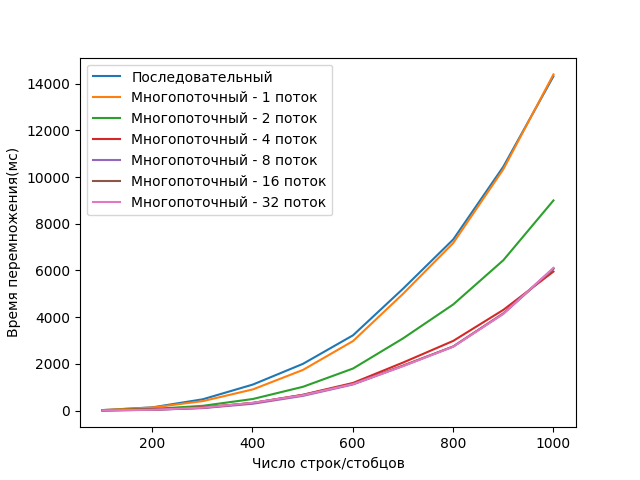 Последовательный
Многопоточный - 1 поток
Многопоточный - 2 поток
Многопоточный - 4 поток
Многопоточный - 8 поток
Многопоточный - 16 поток
Многопоточный - 32 поток
Время перемножения(мс)
14000
12000
10000
8000
6000
4000
2000
0
200 400 600 800 1000
Число строк/стобцов